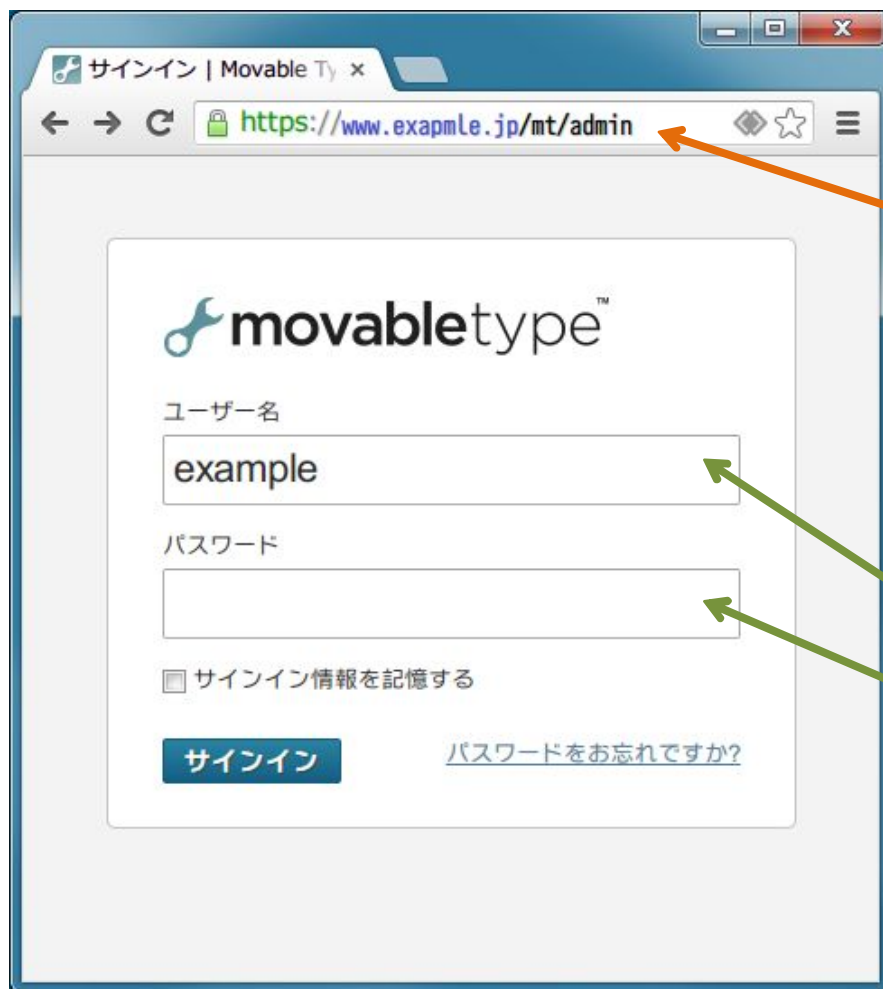 サインイン | Movable Ty
https://www.exapmle.jp/mt/admin
movabletype™
ユーザー名
example
パスワード
サインイン情報を記憶する
サインイン
パスワードをお忘れですか?